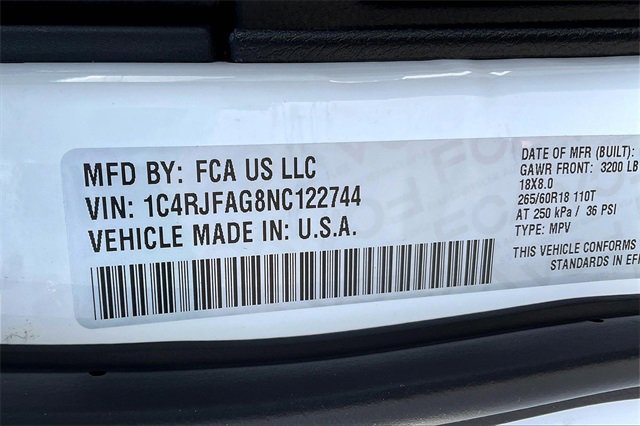 MFD BY: FCA US LLC
VIN: 1C4RJFAG8NC122744
VEHICLE MADE IN: U.S.A.
DATE OF MFR (BUILT):
GAWR FRONT: 3200 LB
18X8.0
265/60R18 110T
AT 250 kPa / 36 PSI
TYPE: MPV
THIS VEHICLE CONFORMS
STANDARDS IN